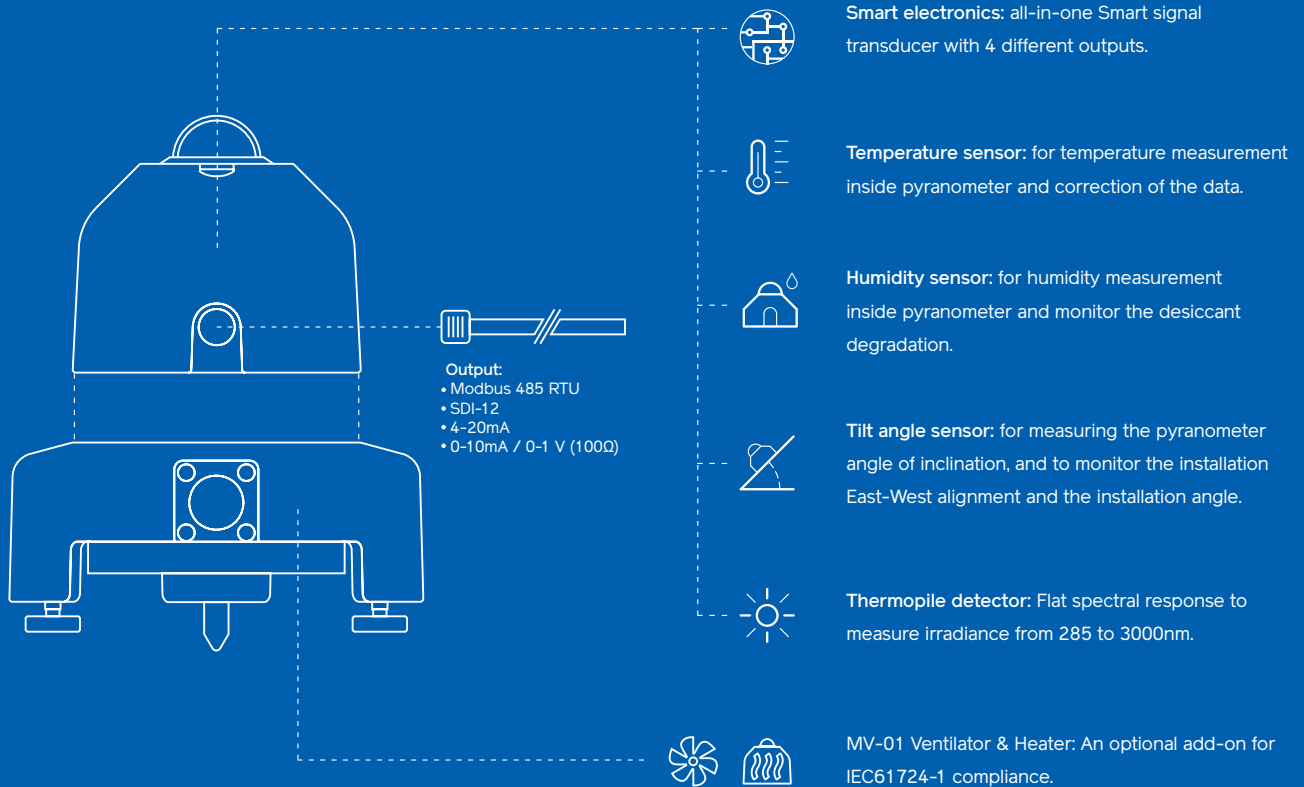 Smart electronics: all-in-one Smart signal
transducer with 4 different outputs.
Temperature sensor: for temperature measurement
inside pyranometer and correction of the data.
Humidity sensor: for humidity measurement
inside pyranometer and monitor the desiccant
degradation.
Output:
• Modbus 485 RTU
• SDI-12
• 4-20mA
• 0-10mA / 0-1 V (100Ω)
Tilt angle sensor: for measuring the pyranometer
angle of inclination, and to monitor the installation
East-West alignment and the installation angle.
Thermopile detector: Flat spectral response to
measure irradiance from 285 to 3000nm.
MV-01 Ventilator & Heater: An optional add-on for
IEC61724-1 compliance.